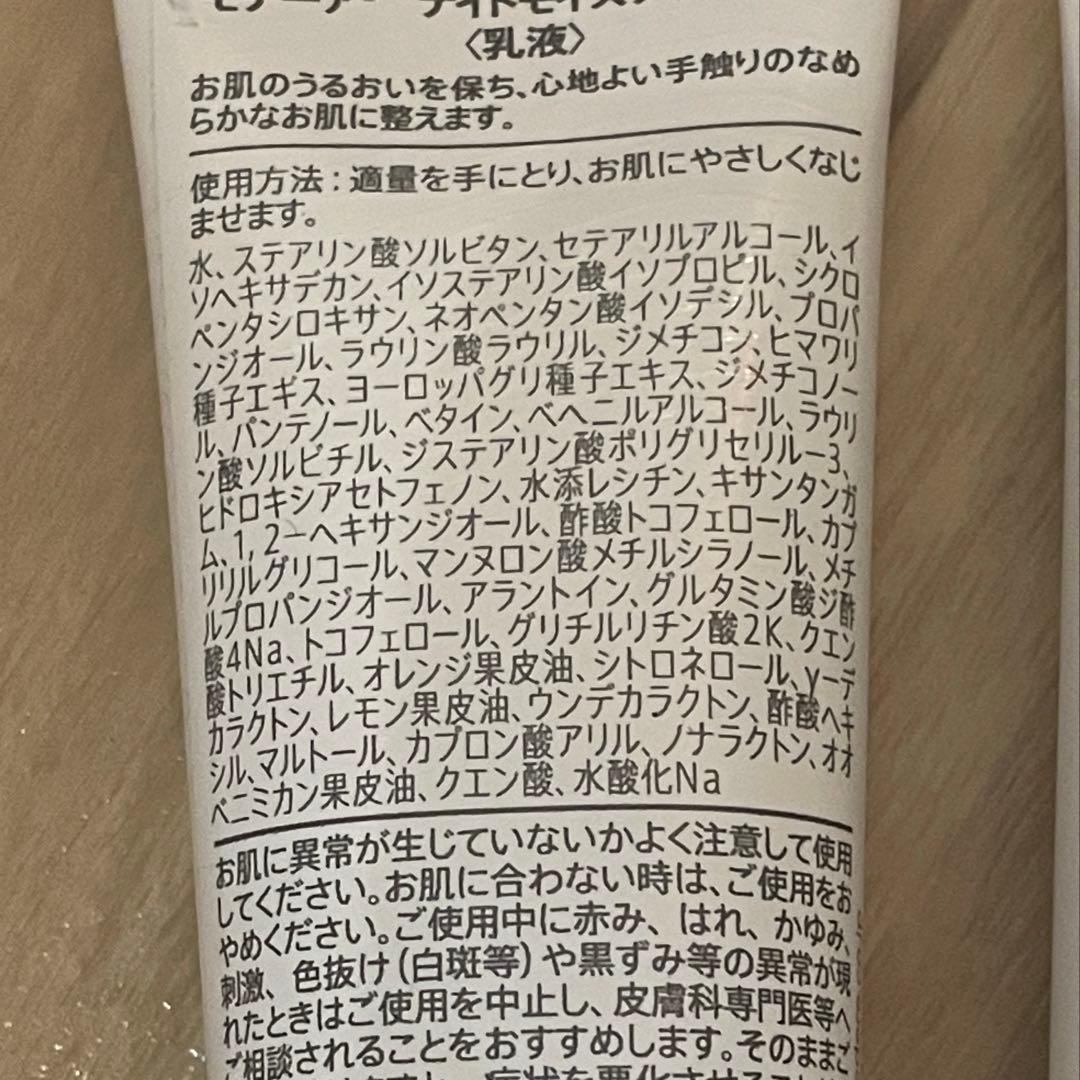 〈乳液〉
お肌のうるおいを保ち、心地よい手触りのなめ
らかなお肌に整えます。
使用方法：適量を手にとり、お肌にやさしくなじ
ませます。
水、ステアリン酸ソルビタン、セテアリルアルコール、イ
ソヘキサデカン、イソステアリン酸イソプロピル、シクロ
ペンタシロキサン、ネオペンタン酸イソデシル、プロパ
ンジオール、ラウリン酸ラウリル、ジメチコン、ヒマワリ
種子エキス、ヨーロッパグリ種子エキス、ジメチコノー
ル、パンテノール、ベタイン、ベヘニルアルコール、ラウリ
ン酸ソルビチル、ジステアリン酸ポリグリセリル−3、
ヒドロキシアセトフェノン、水添レシチン、キサンタンガ
ム、1,2−ヘキサンジオール、酢酸トコフェロール、カプ
リリルグリコール、マンヌロン酸メチルシラノール、メチ
ルプロパンジオール、アラントイン、グルタミン酸ジ酢
酸4Na、トコフェロール、グリチルリチン酸2K、クエン
酸トリエチル、オレンジ果皮油、シトロネロール、γーデ
カラクトン、レモン果皮油、ウンデカラクトン、酢酸ヘキ
シル、マルトール、カプロン酸アリル、ノナラクトン、オオ
ベニミカン果皮油、クエン酸、水酸化Na
お肌に異常が生じていないかよく注意して使用
してください。お肌に合わない時は、ご使用をお
やめください。ご使用中に赤み、はれ、かゆみ、
刺激、色抜け（白斑等）や黒ずみ等の異常が現
れたときはご使用を中止し、皮膚科専門医等へ
ご相談されることをおすすめします。そのままご